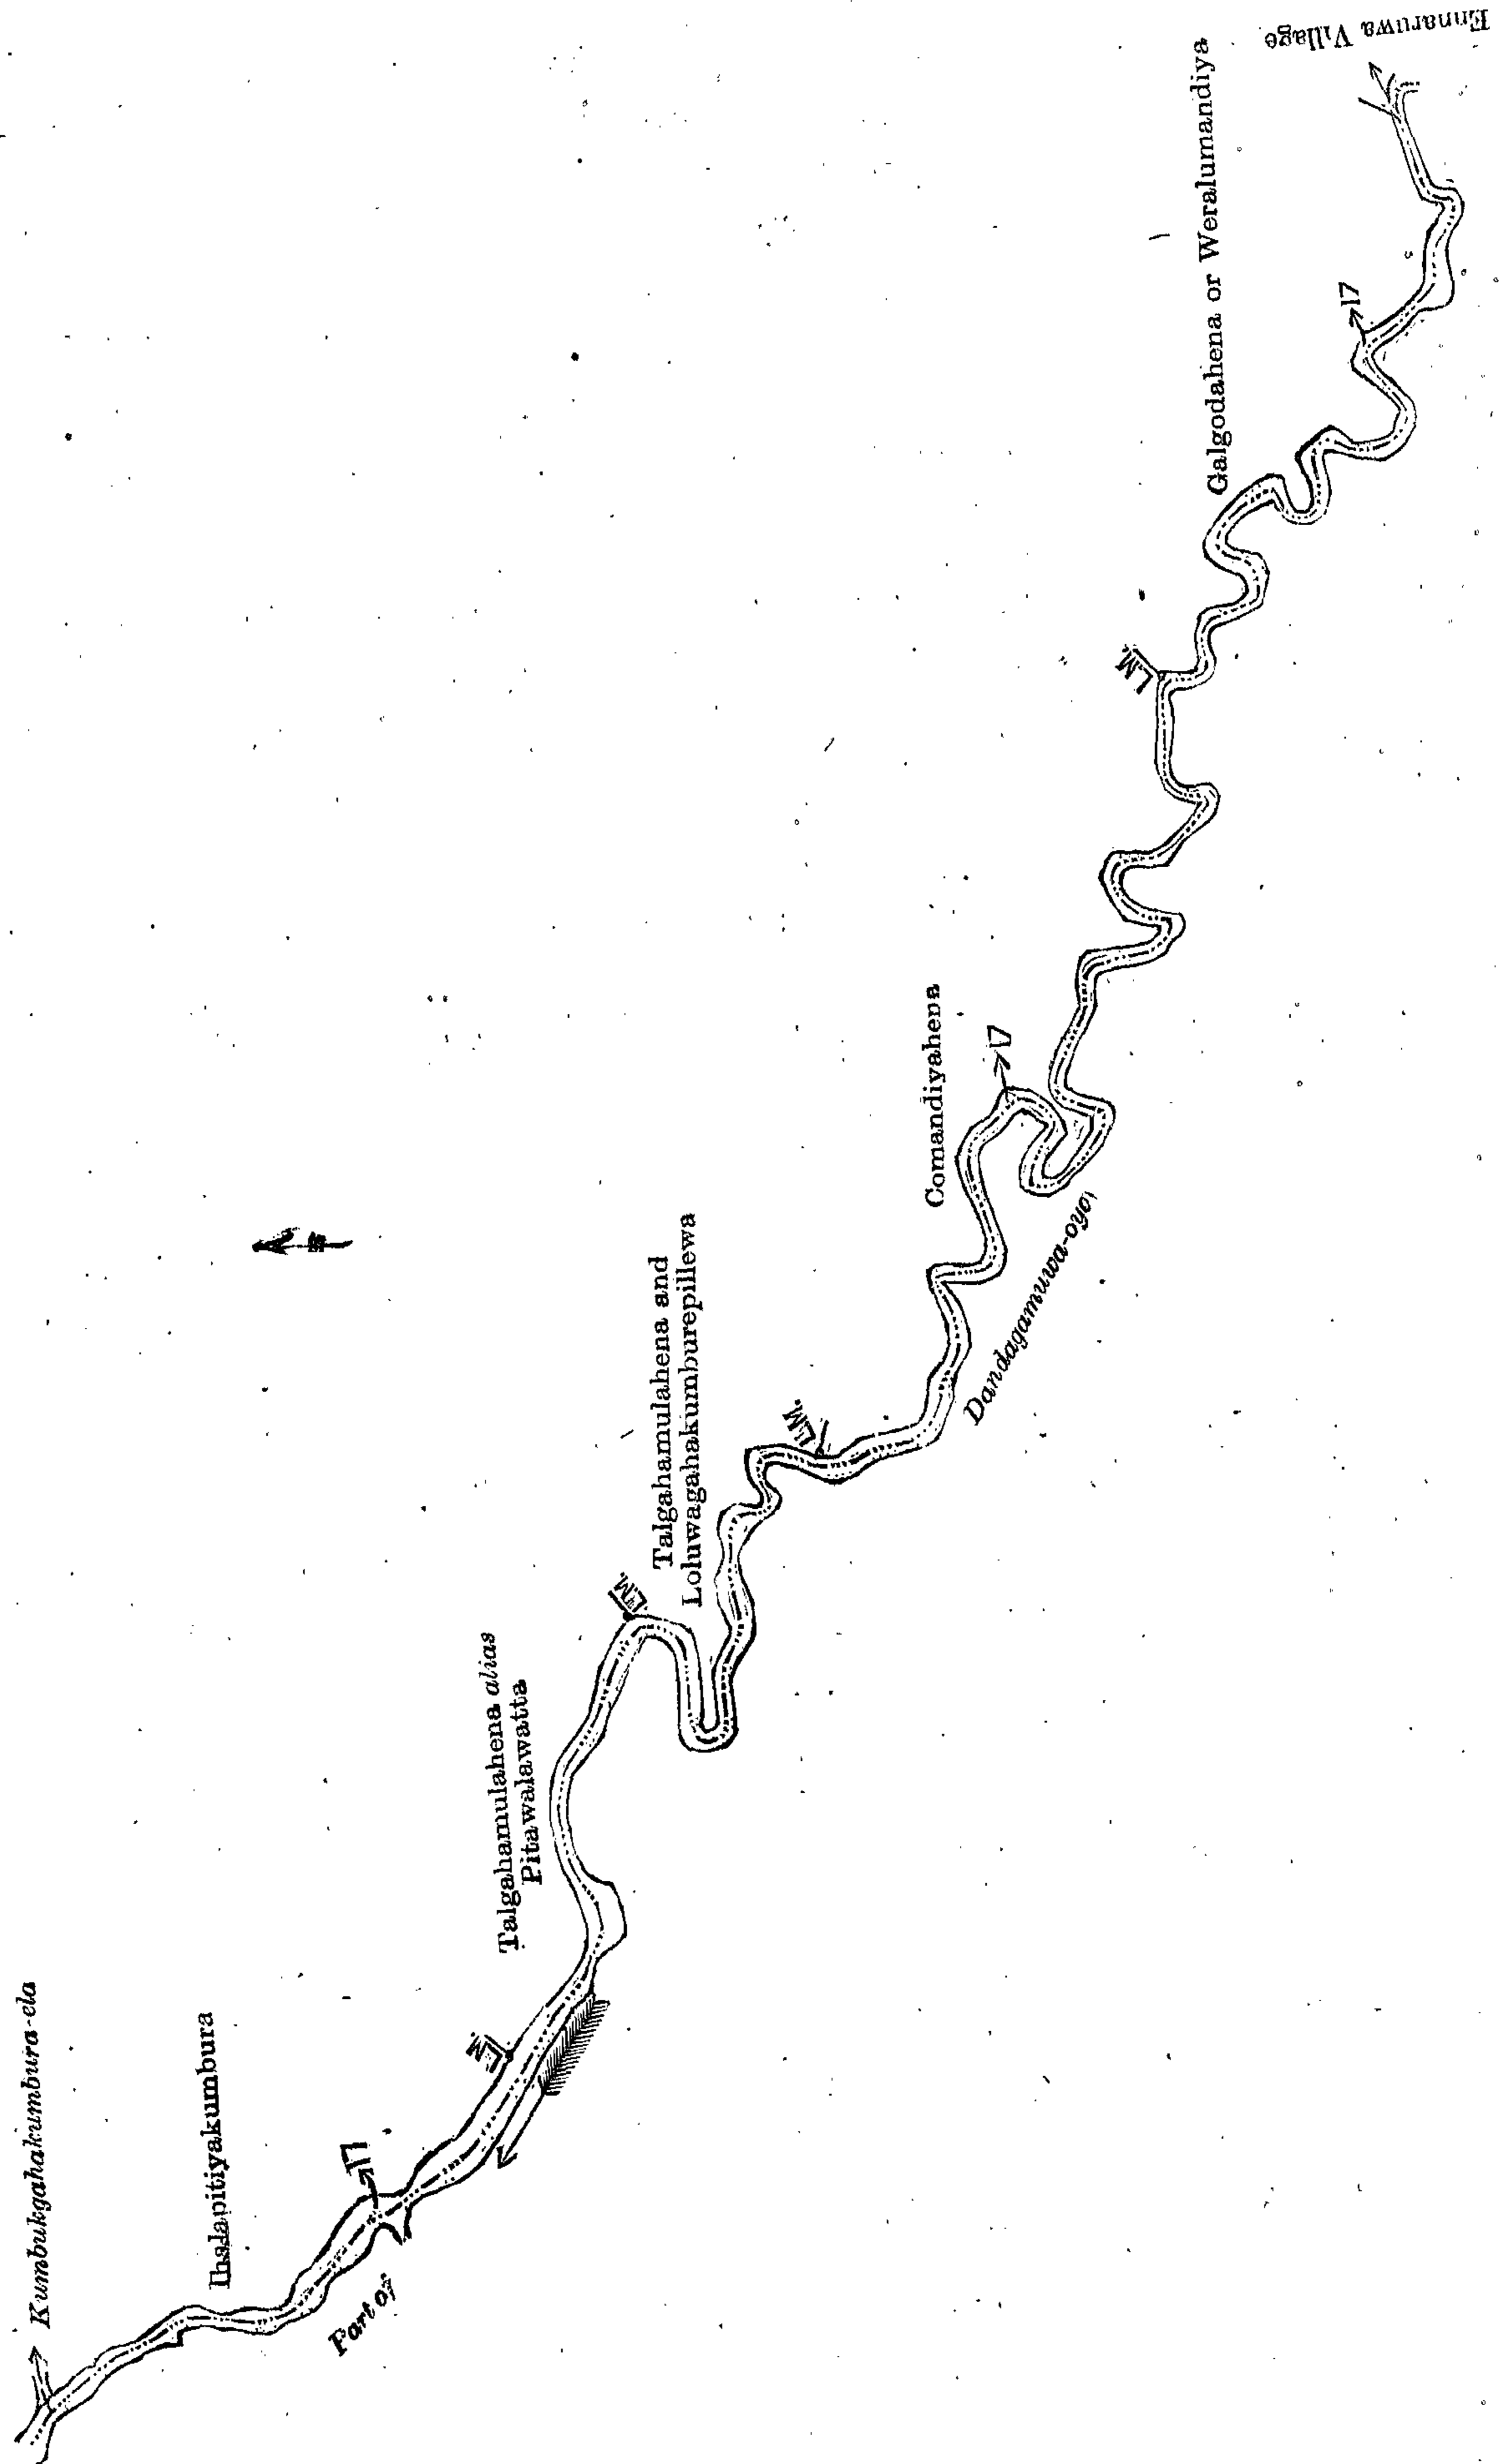 Kumbukgahakumbura-ela
Ihalapitiyakumbura
17
Part of
L.M.
Talgahamulahena alias
Pitawalawatta
L.M.
Talgahamulahena and
Loluwagahakumburepillewa
L.M.
Comandiyahena
17
Dandagamuwa-oya
L.M.
Galgodahena or Weralumandiya
17
Ennaruwa Village